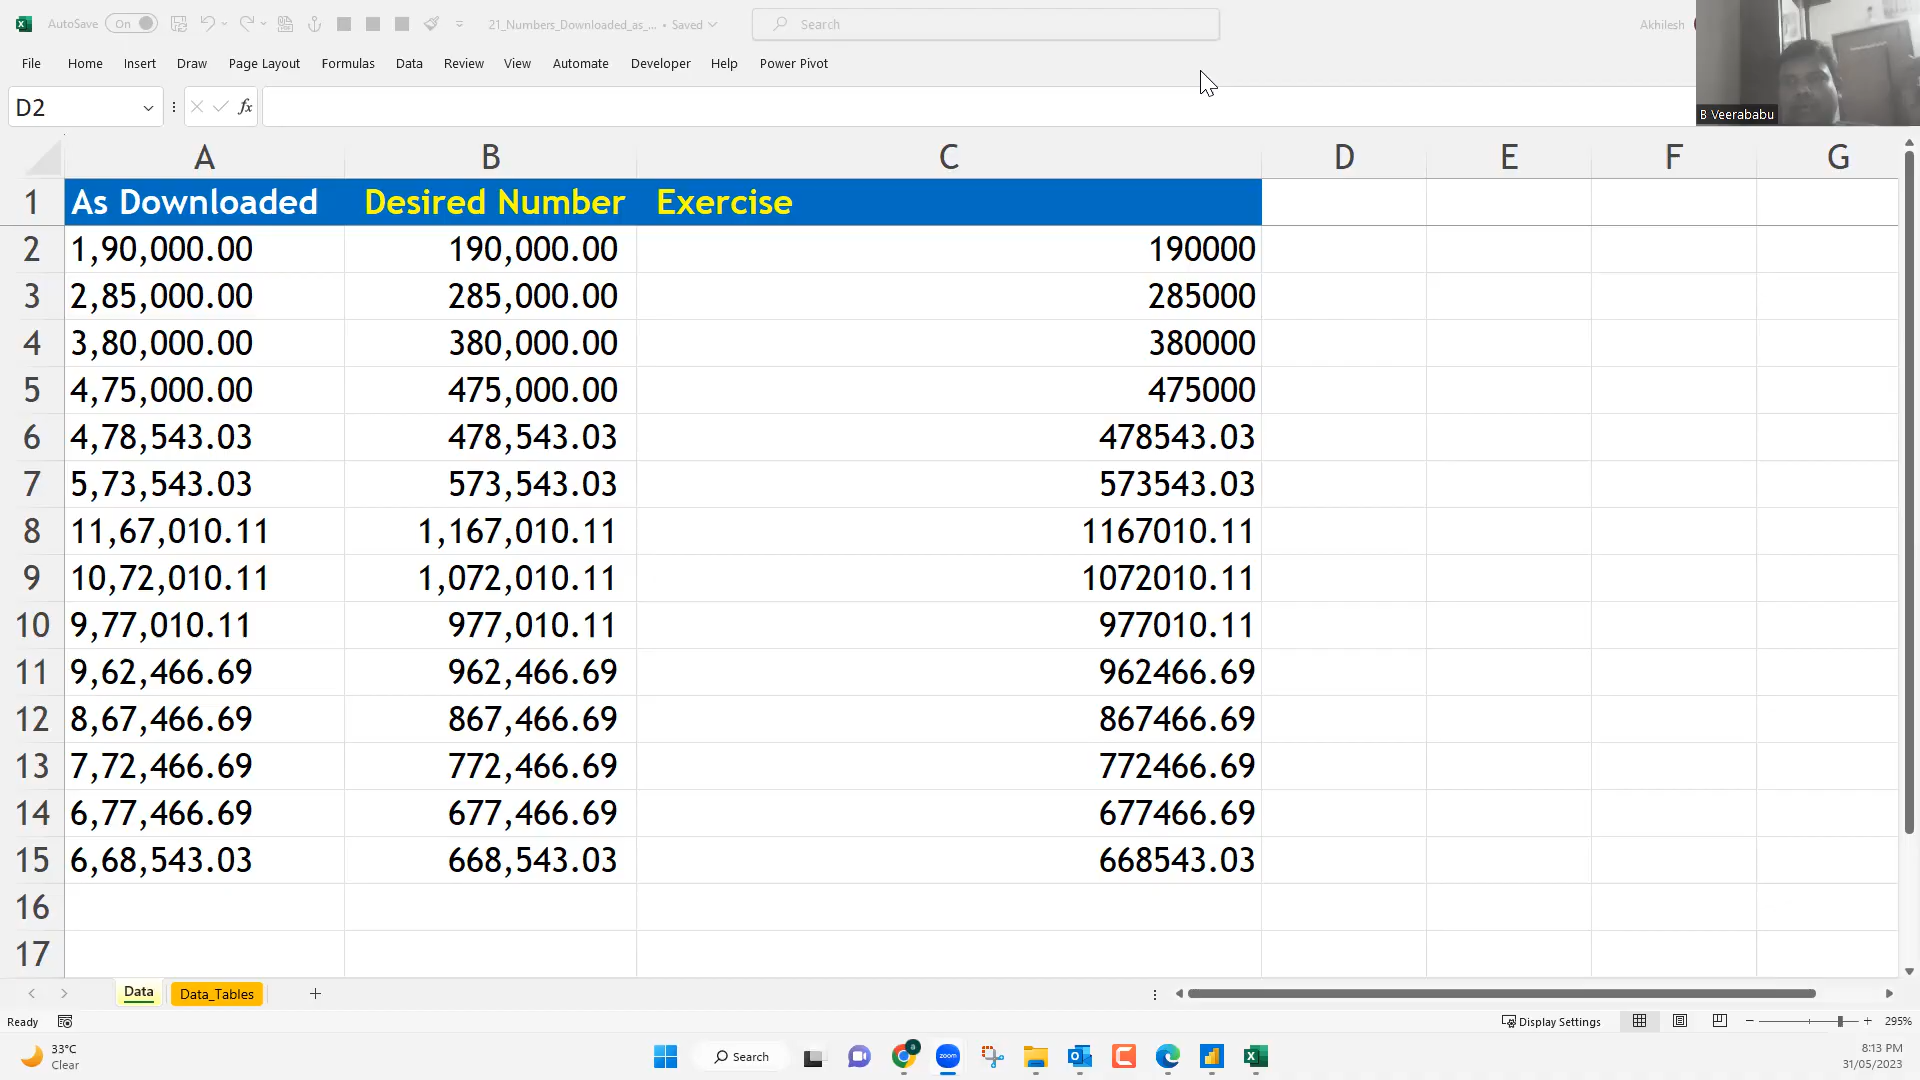 AutoSave On 21_Numbers_Downloaded_as_... • Saved Search Akhilesh
File Home Insert Draw Page Layout Formulas Data Review View Automate Developer Help Power Pivot
D2 fx
B Veerababu
A B C D E F G
1 As Downloaded Desired Number Exercise
2 1,90,000.00 190,000.00 190000
3 2,85,000.00 285,000.00 285000
4 3,80,000.00 380,000.00 380000
5 4,75,000.00 475,000.00 475000
6 4,78,543.03 478,543.03 478543.03
7 5,73,543.03 573,543.03 573543.03
8 11,67,010.11 1,167,010.11 1167010.11
9 10,72,010.11 1,072,010.11 1072010.11
10 9,77,010.11 977,010.11 977010.11
11 9,62,466.69 962,466.69 962466.69
12 8,67,466.69 867,466.69 867466.69
13 7,72,466.69 772,466.69 772466.69
14 6,77,466.69 677,466.69 677466.69
15 6,68,543.03 668,543.03 668543.03
16
17
Data Data_Tables
Ready Display Settings 295%
33°C
Clear
Search
a
zoom
8:13 PM
31/05/2023